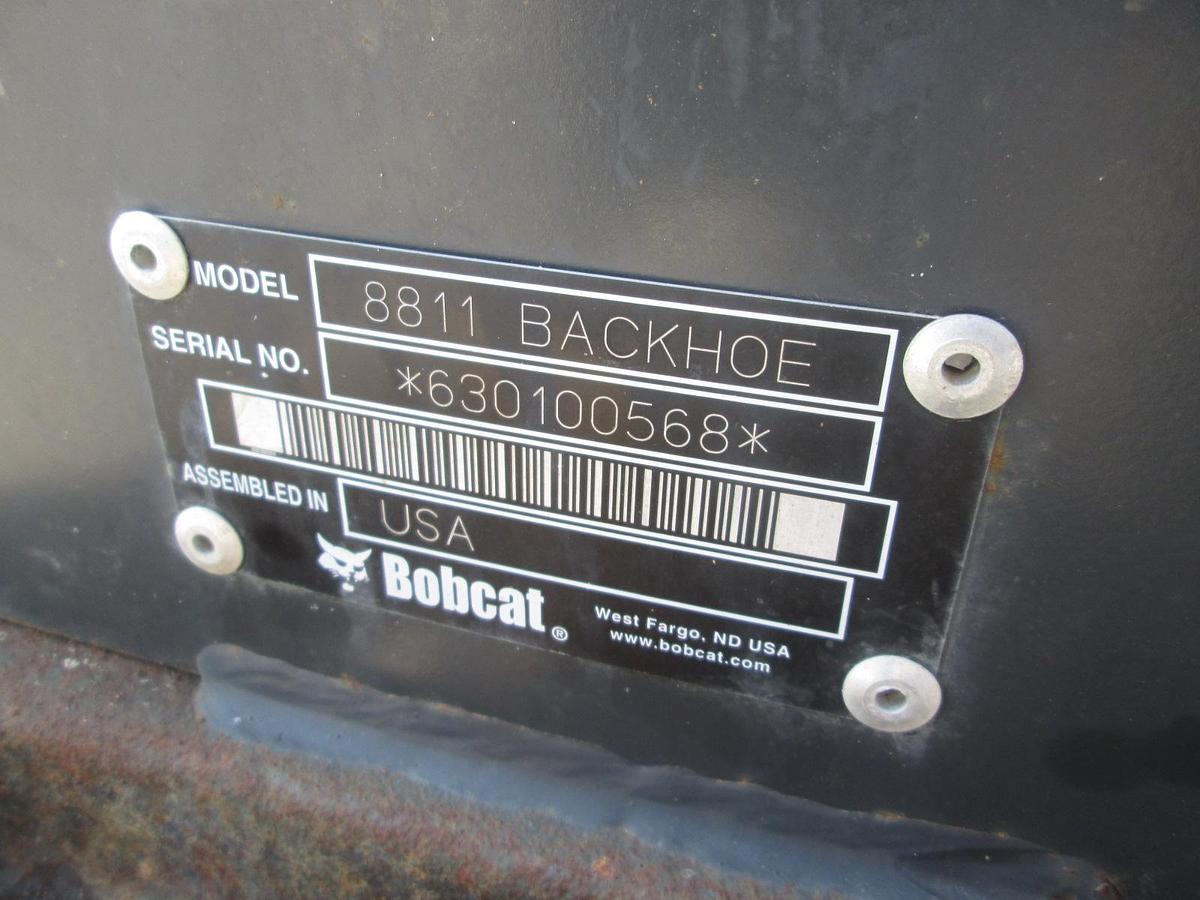 MODEL 8811 BACKHOE
SERIAL NO. *630100568*
ASSEMBLED IN USA
Bobcat®
West Fargo, ND USA
www.bobcat.com